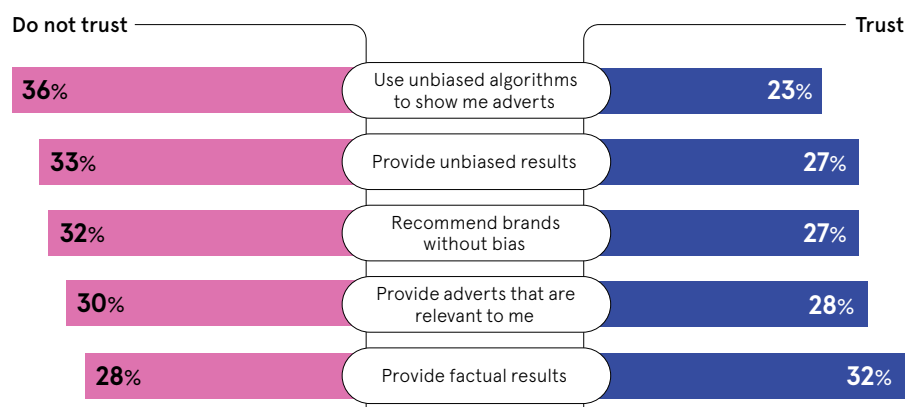 Do not trust
Trust
36%
Use unbiased algorithms
to show me adverts
23%
33%
Provide unbiased results
27%
32%
Recommend brands
without bias
27%
30%
Provide adverts that are
relevant to me
28%
28%
Provide factual results
32%